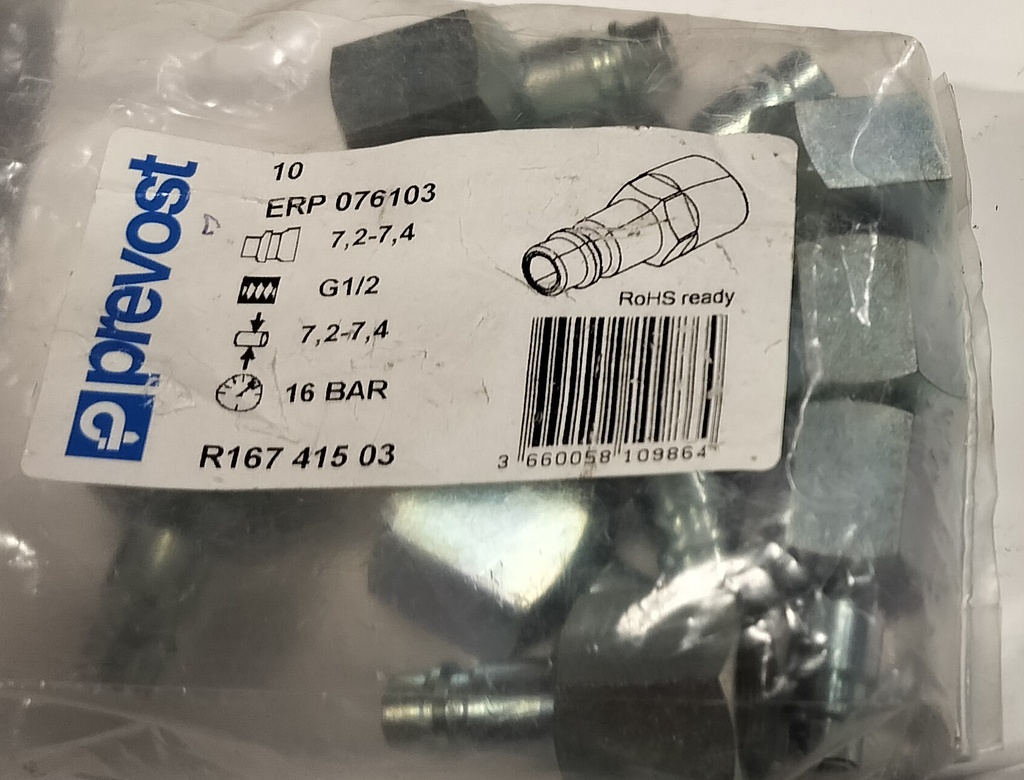 prevost
10
ERP 076103
7,2-7,4
G1/2
7,2-7,4
16 BAR
R167 415 03
RoHS ready
3 660058 109864